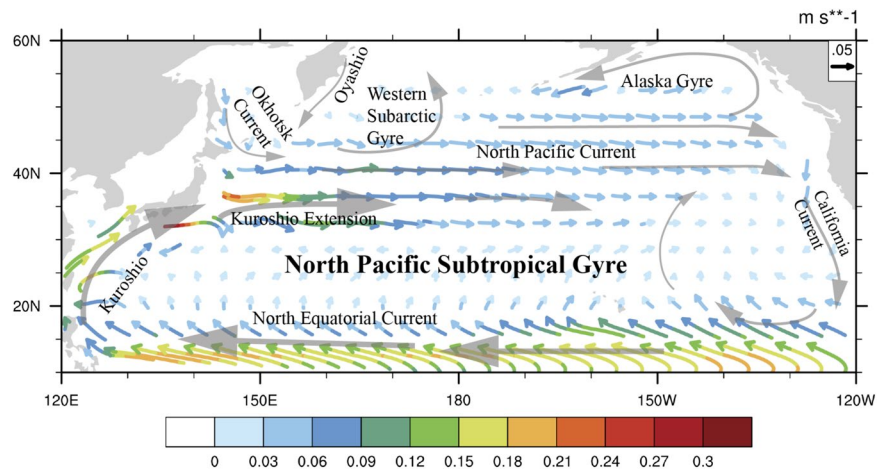 m s**-1
60N
.05
Alaska Gyre
Oyashio
Okhotsk
Current
Western
Subarctic
Gyre
North Pacific Current
40N
Kuroshio Extension
California
Current
Kuroshio
North Pacific Subtropical Gyre
20N
North Equatorial Current
120E 150E 180 150W 120W
0 0.03 0.06 0.09 0.12 0.15 0.18 0.21 0.24 0.27 0.3